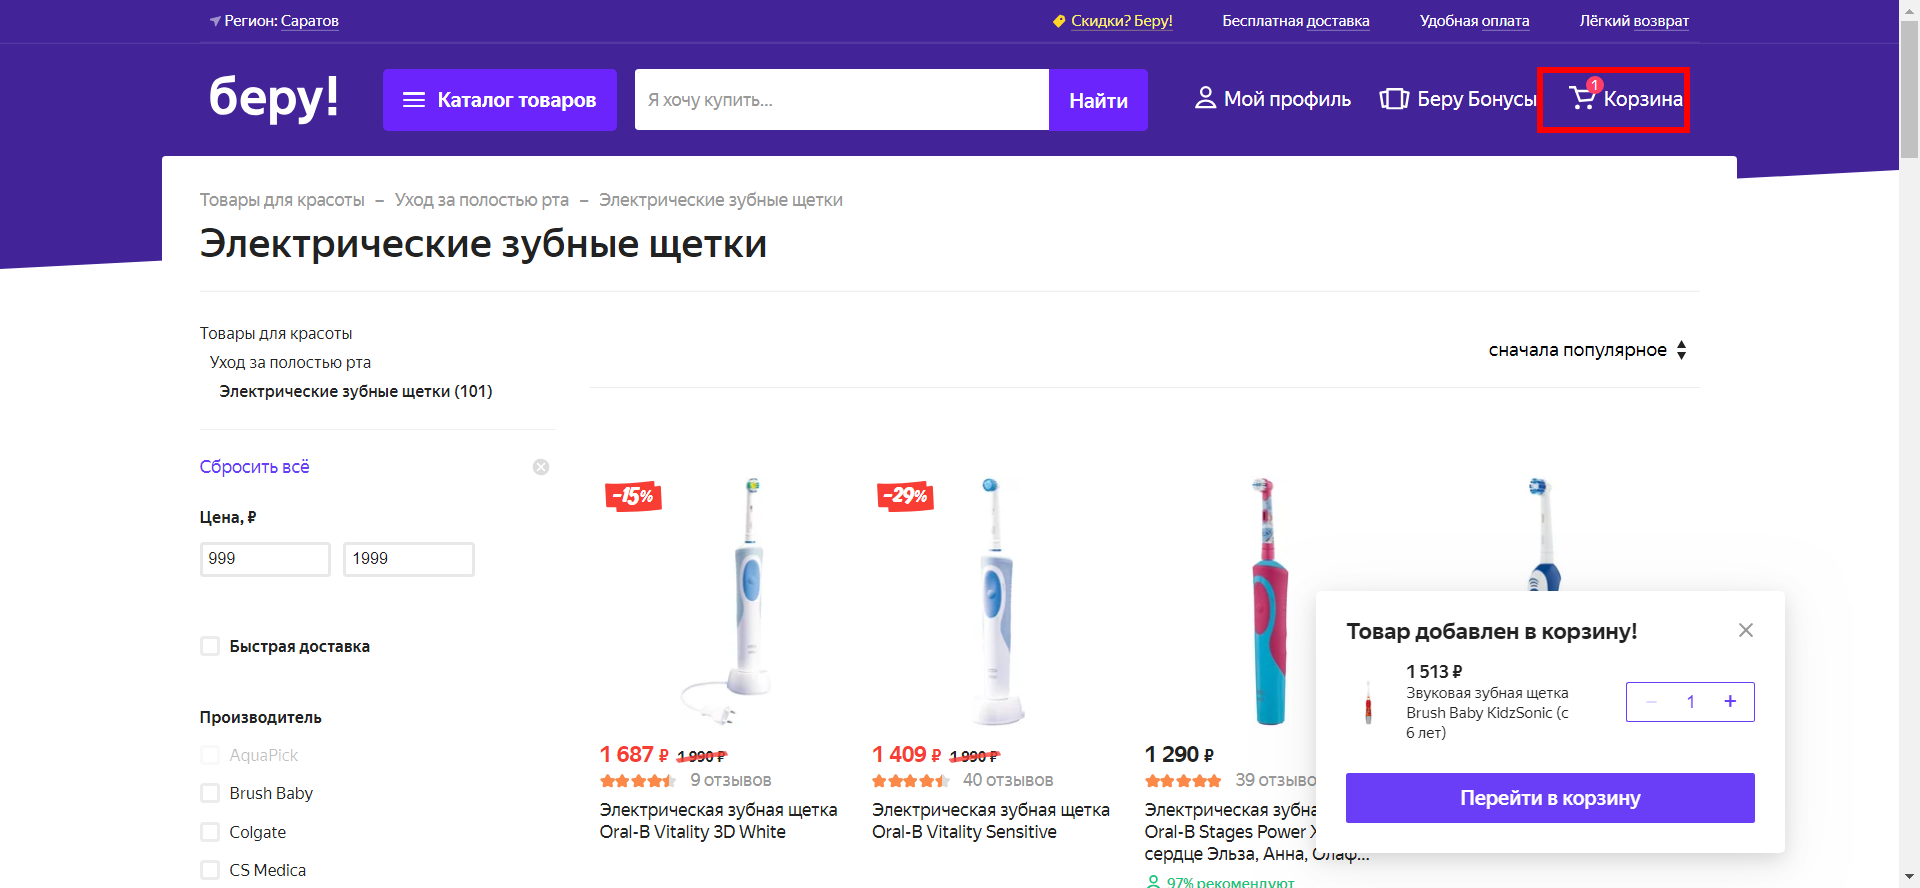 Регион: Саратов
Скидки? Беру!
Бесплатная доставка
Удобная оплата
Лёгкий возврат
беру!
Каталог товаров
Я хочу купить...
Найти
Мой профиль
Беру Бонусы
1
Корзина
Товары для красоты – Уход за полостью рта – Электрические зубные щетки
Электрические зубные щетки
Товары для красоты
Уход за полостью рта
Электрические зубные щетки (101)
сначала популярное
Сбросить всё
Цена, ₽
999
1999
Быстрая доставка
Производитель
AquaPick
Brush Baby
Colgate
CS Medica
-15%
1 687 ₽ 1 990 ₽
9 отзывов
Электрическая зубная щетка
Oral-B Vitality 3D White
-29%
1 409 ₽ 1 990 ₽
40 отзывов
Электрическая зубная щетка
Oral-B Vitality Sensitive
1 290 ₽
39 отзыво
Электрическая зубна
Oral-B Stages Power
сердце Эльза, Анна, Олаф...
97% рекомендуют
Товар добавлен в корзину!
1 513 ₽
Звуковая зубная щетка
Brush Baby KidzSonic (с
6 лет)
– 1 +
Перейти в корзину